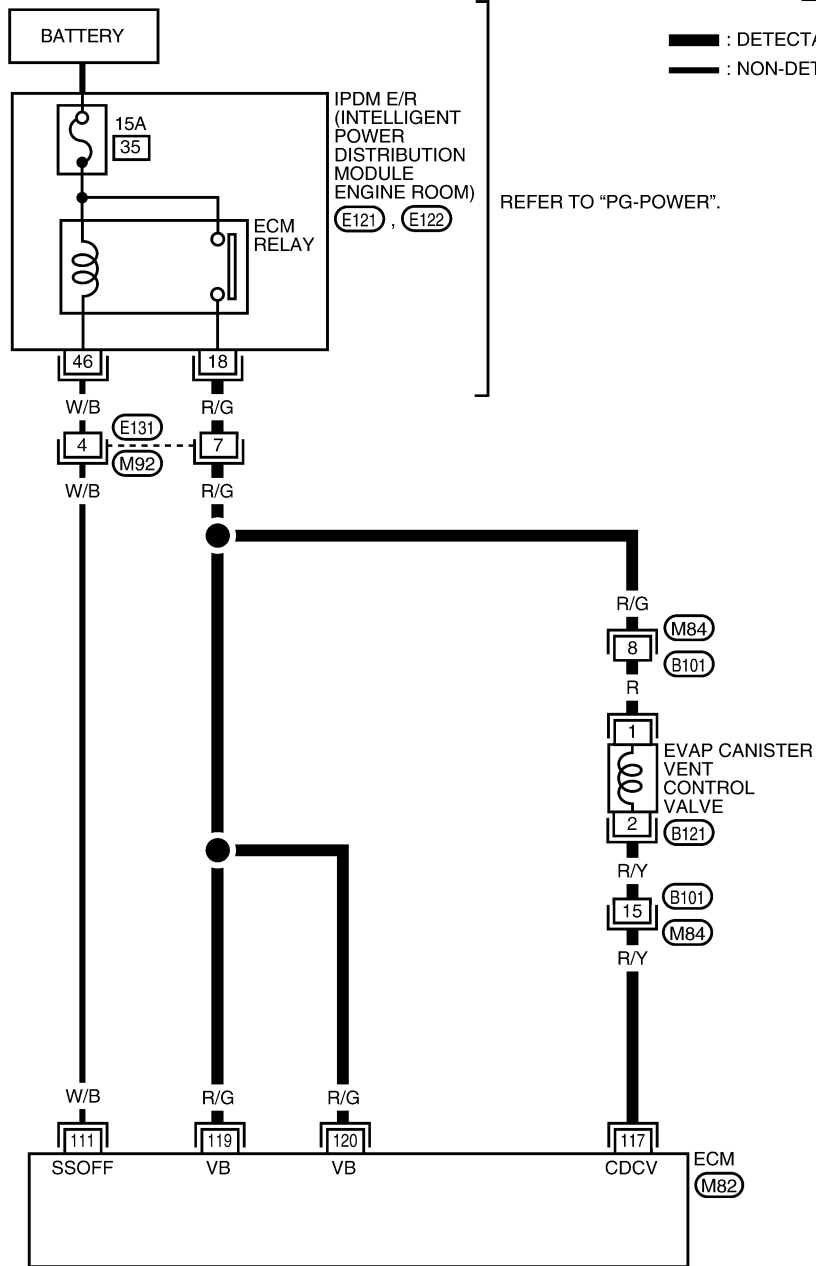 BATTERY
: DETECTA
: NON-DET
15A
35
IPDM E/R
(INTELLIGENT
POWER
DISTRIBUTION
MODULE
ENGINE ROOM)
E121 , E122
REFER TO “PG-POWER”.
ECM
RELAY
46
18
W/B
R/G
4
E131
M92
7
W/B
R/G
R/G
8
M84
B101
R
1
EVAP CANISTER
VENT
CONTROL
VALVE
2
B121
R/Y
15
B101
M84
R/Y
W/B
R/G
R/G
111
119
120
117
SSOFF
VB
VB
CDCV
ECM
M82